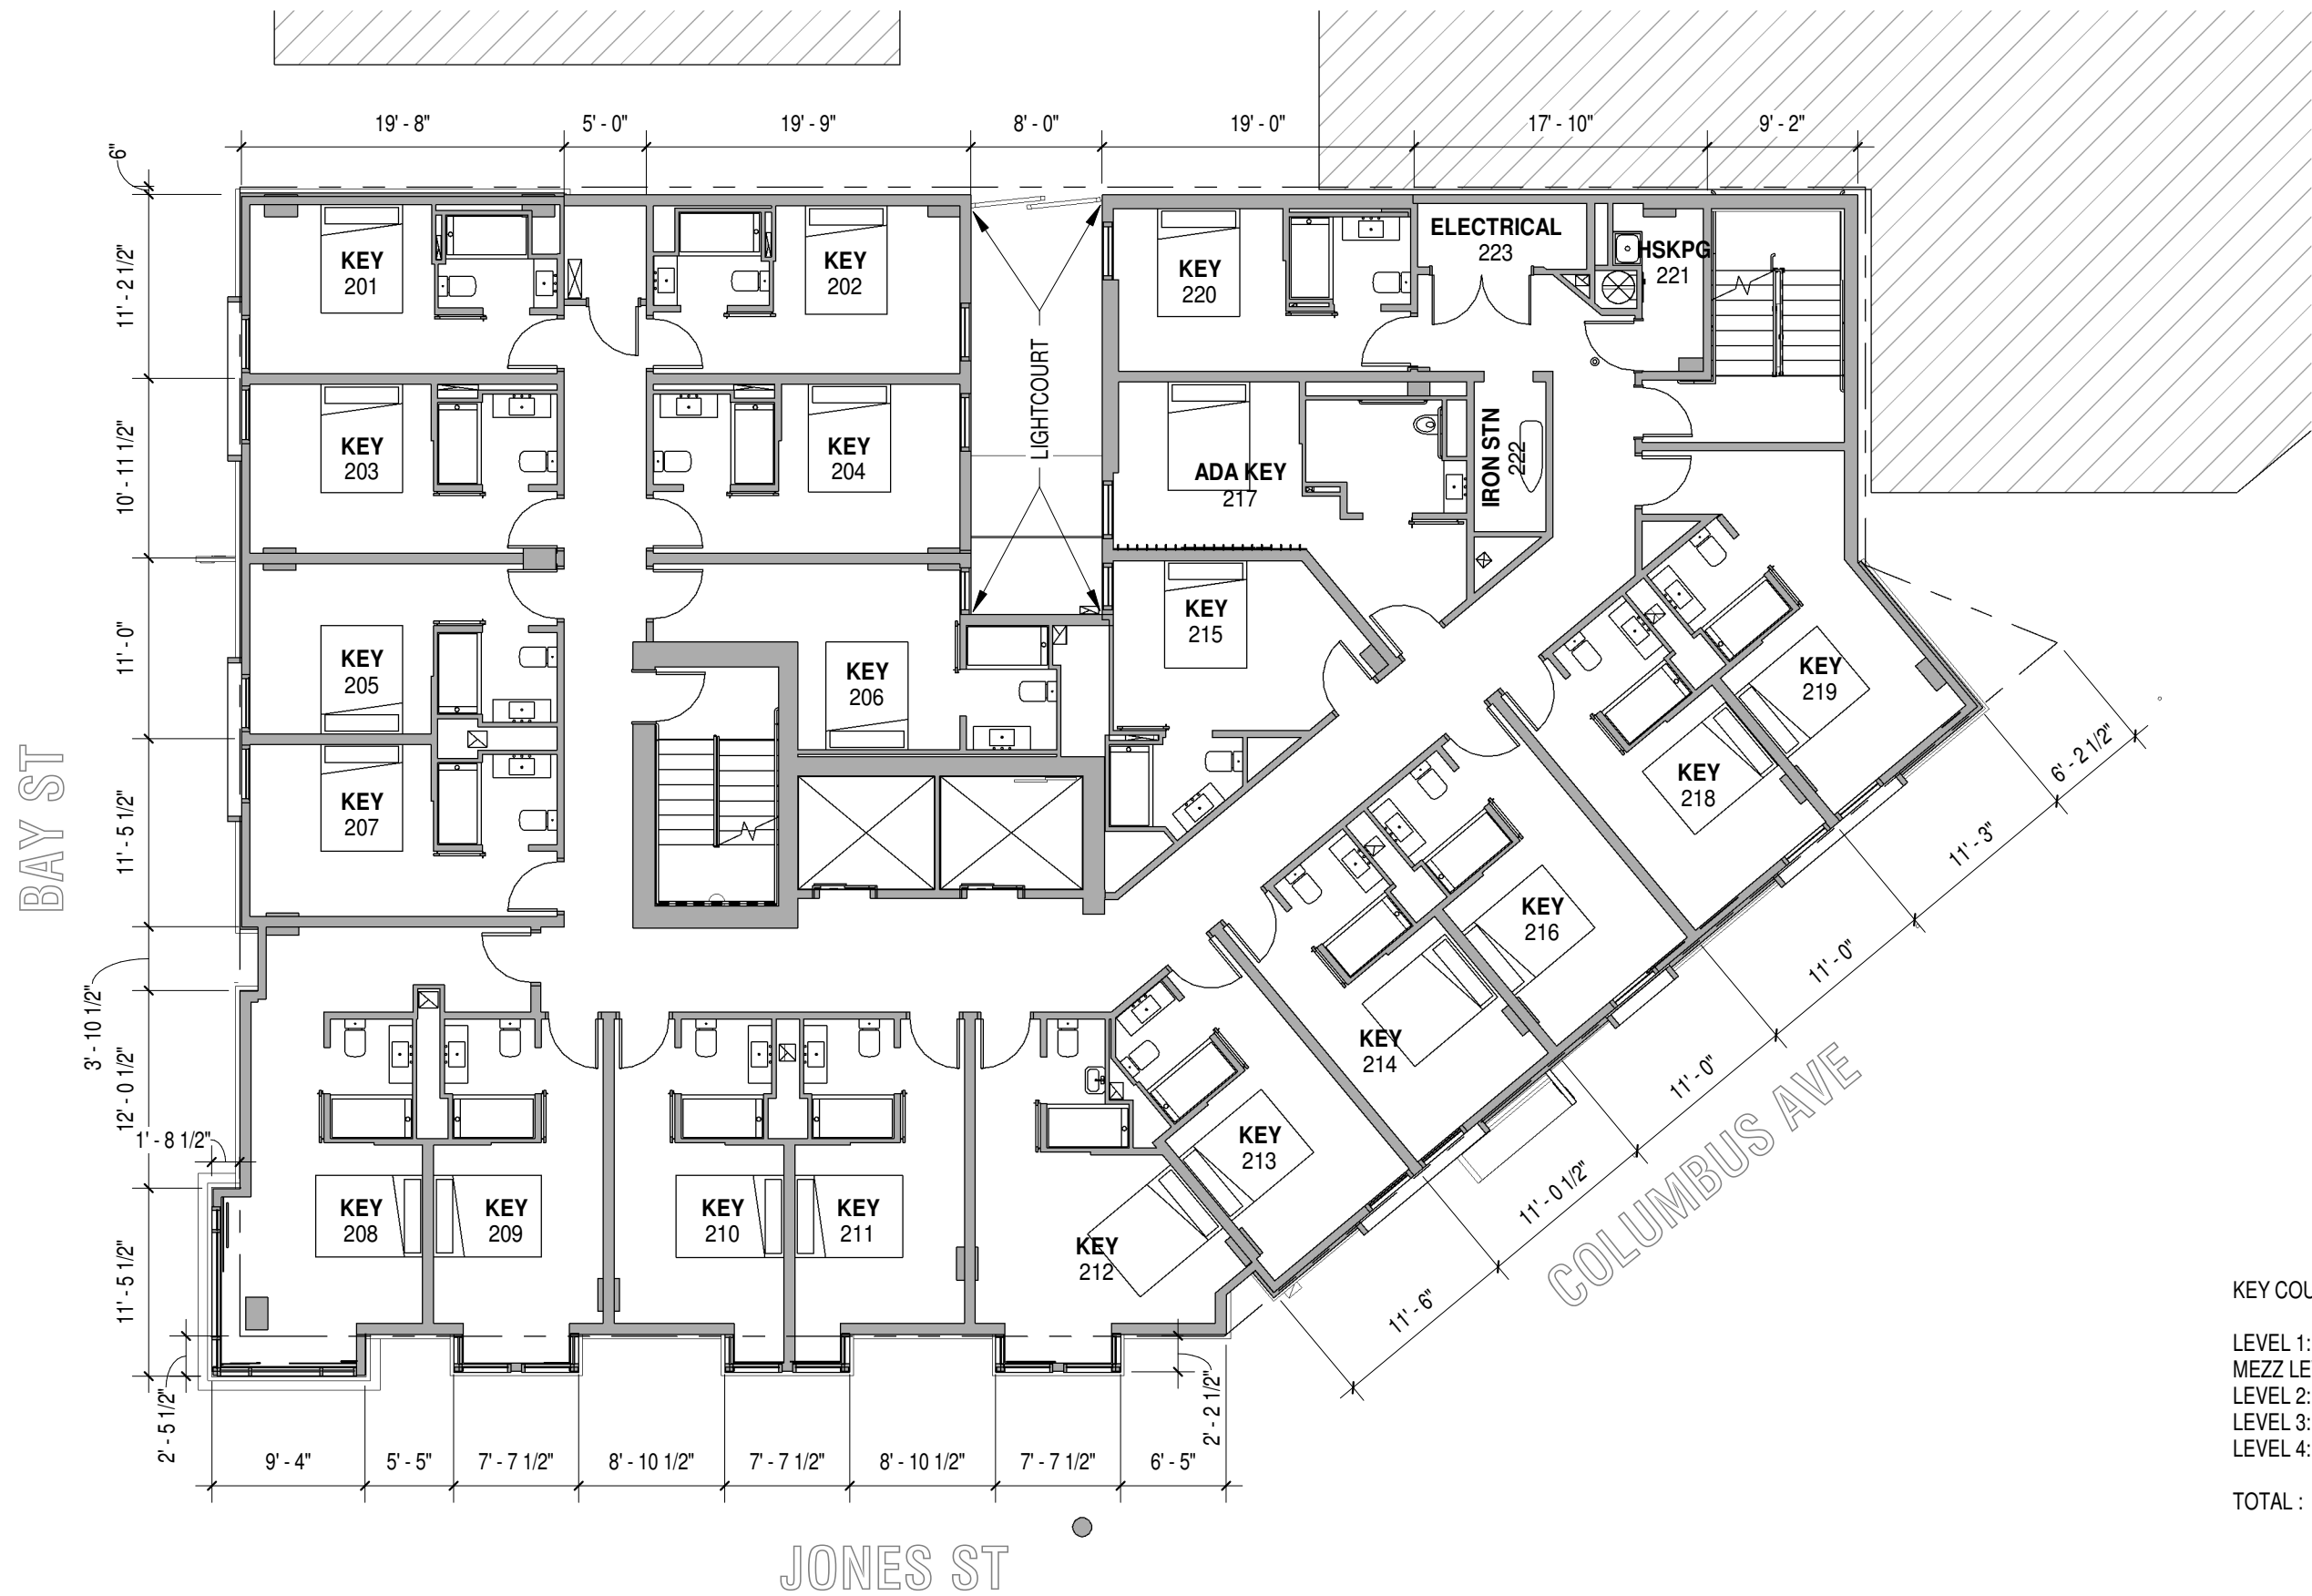 19' - 8"
5' - 0"
19' - 9"
8' - 0"
19' - 0"
17' - 10"
9' - 2"
6"
11' - 2 1/2"
10' - 11 1/2"
11' - 0"
11' - 5 1/2"
3' - 10 1/2"
12' - 0 1/2"
1' - 8 1/2"
11' - 5 1/2"
2' - 5 1/2"
KEY
201
KEY
202
LIGHTCOURT
KEY
220
ELECTRICAL
223
HSKPG
221
KEY
203
KEY
204
ADA KEY
217
IRON STN
222
KEY
205
KEY
206
KEY
215
KEY
219
KEY
207
KEY
218
KEY
216
KEY
214
KEY
213
KEY
208
KEY
209
KEY
210
KEY
211
KEY
212
6' - 2 1/2"
11' - 3"
11' - 0"
11' - 0"
11' - 0 1/2"
11' - 6"
2' - 2 1/2"
9' - 4"
5' - 5"
7' - 7 1/2"
8' - 10 1/2"
7' - 7 1/2"
8' - 10 1/2"
7' - 7 1/2"
6' - 5"
BAY ST
COLUMBUS AVE
JONES ST
KEY COU
LEVEL 1:
MEZZ LE
LEVEL 2:
LEVEL 3:
LEVEL 4:
TOTAL :